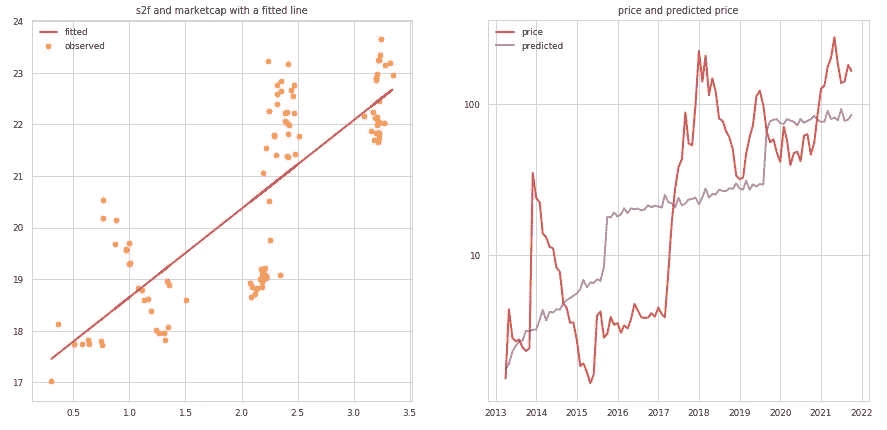 s2f and marketcap with a fitted line
fitted
observed
24
23
22
21
20
19
18
17
0.5 1.0 1.5 2.0 2.5 3.0 3.5
price and predicted price
price
predicted
100
10
2013 2014 2015 2016 2017 2018 2019 2020 2021 2022